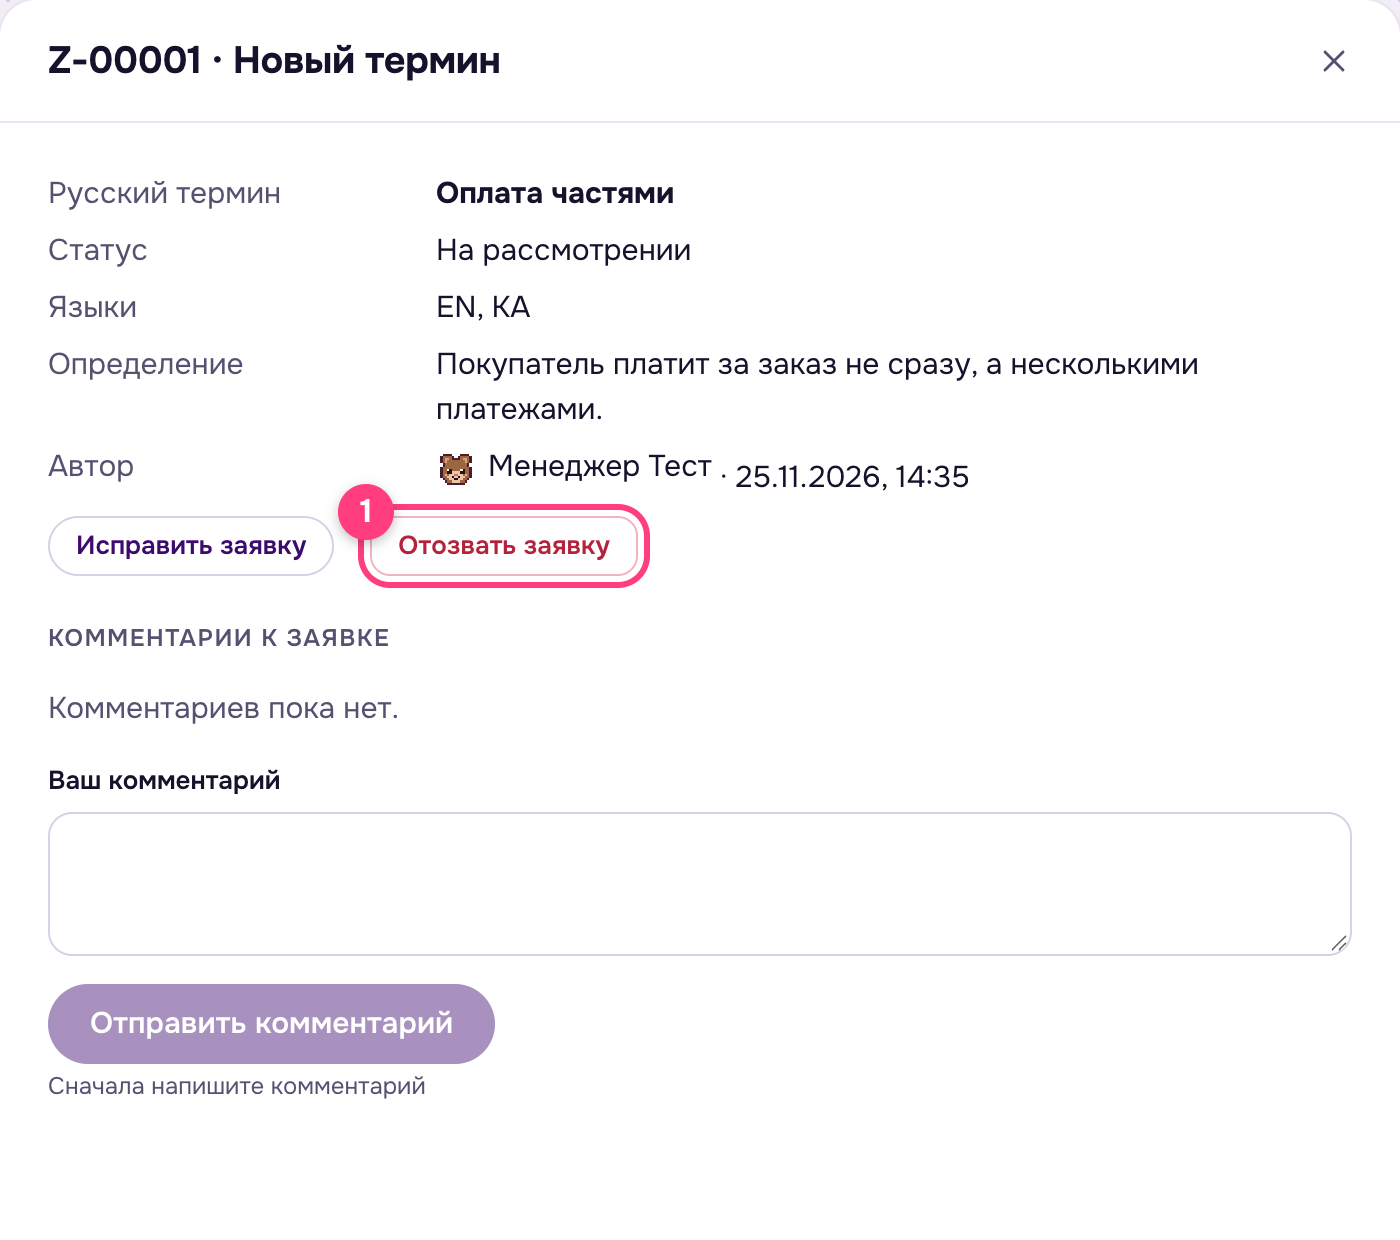 Z-00001 · Новый термин
Русский термин Оплата частями
Статус На рассмотрении
Языки EN, KA
Определение Покупатель платит за заказ не сразу, а несколькими
платежами.
Автор Менеджер Тест · 25.11.2026, 14:35
1
Исправить заявку Отозвать заявку
КОММЕНТАРИИ К ЗАЯВКЕ
Комментариев пока нет.
Ваш комментарий
Отправить комментарий
Сначала напишите комментарий